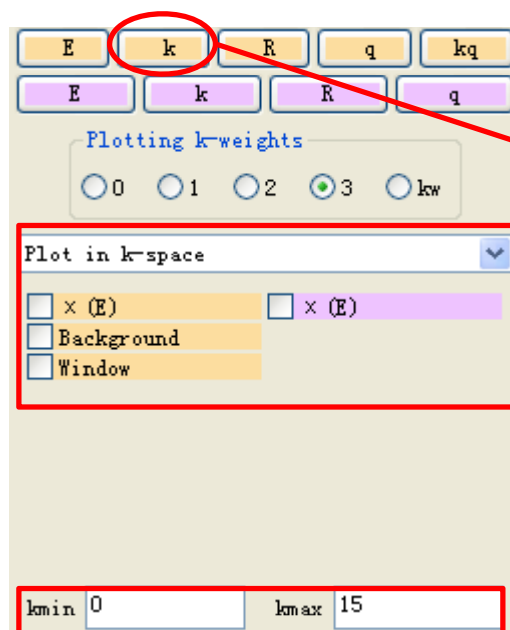 E k R q kq
E k R q
Plotting k-weights
0 1 2 3 kw
Plot in k-space
χ (E) χ (E)
Background
Window
kmin 0 kmax 15